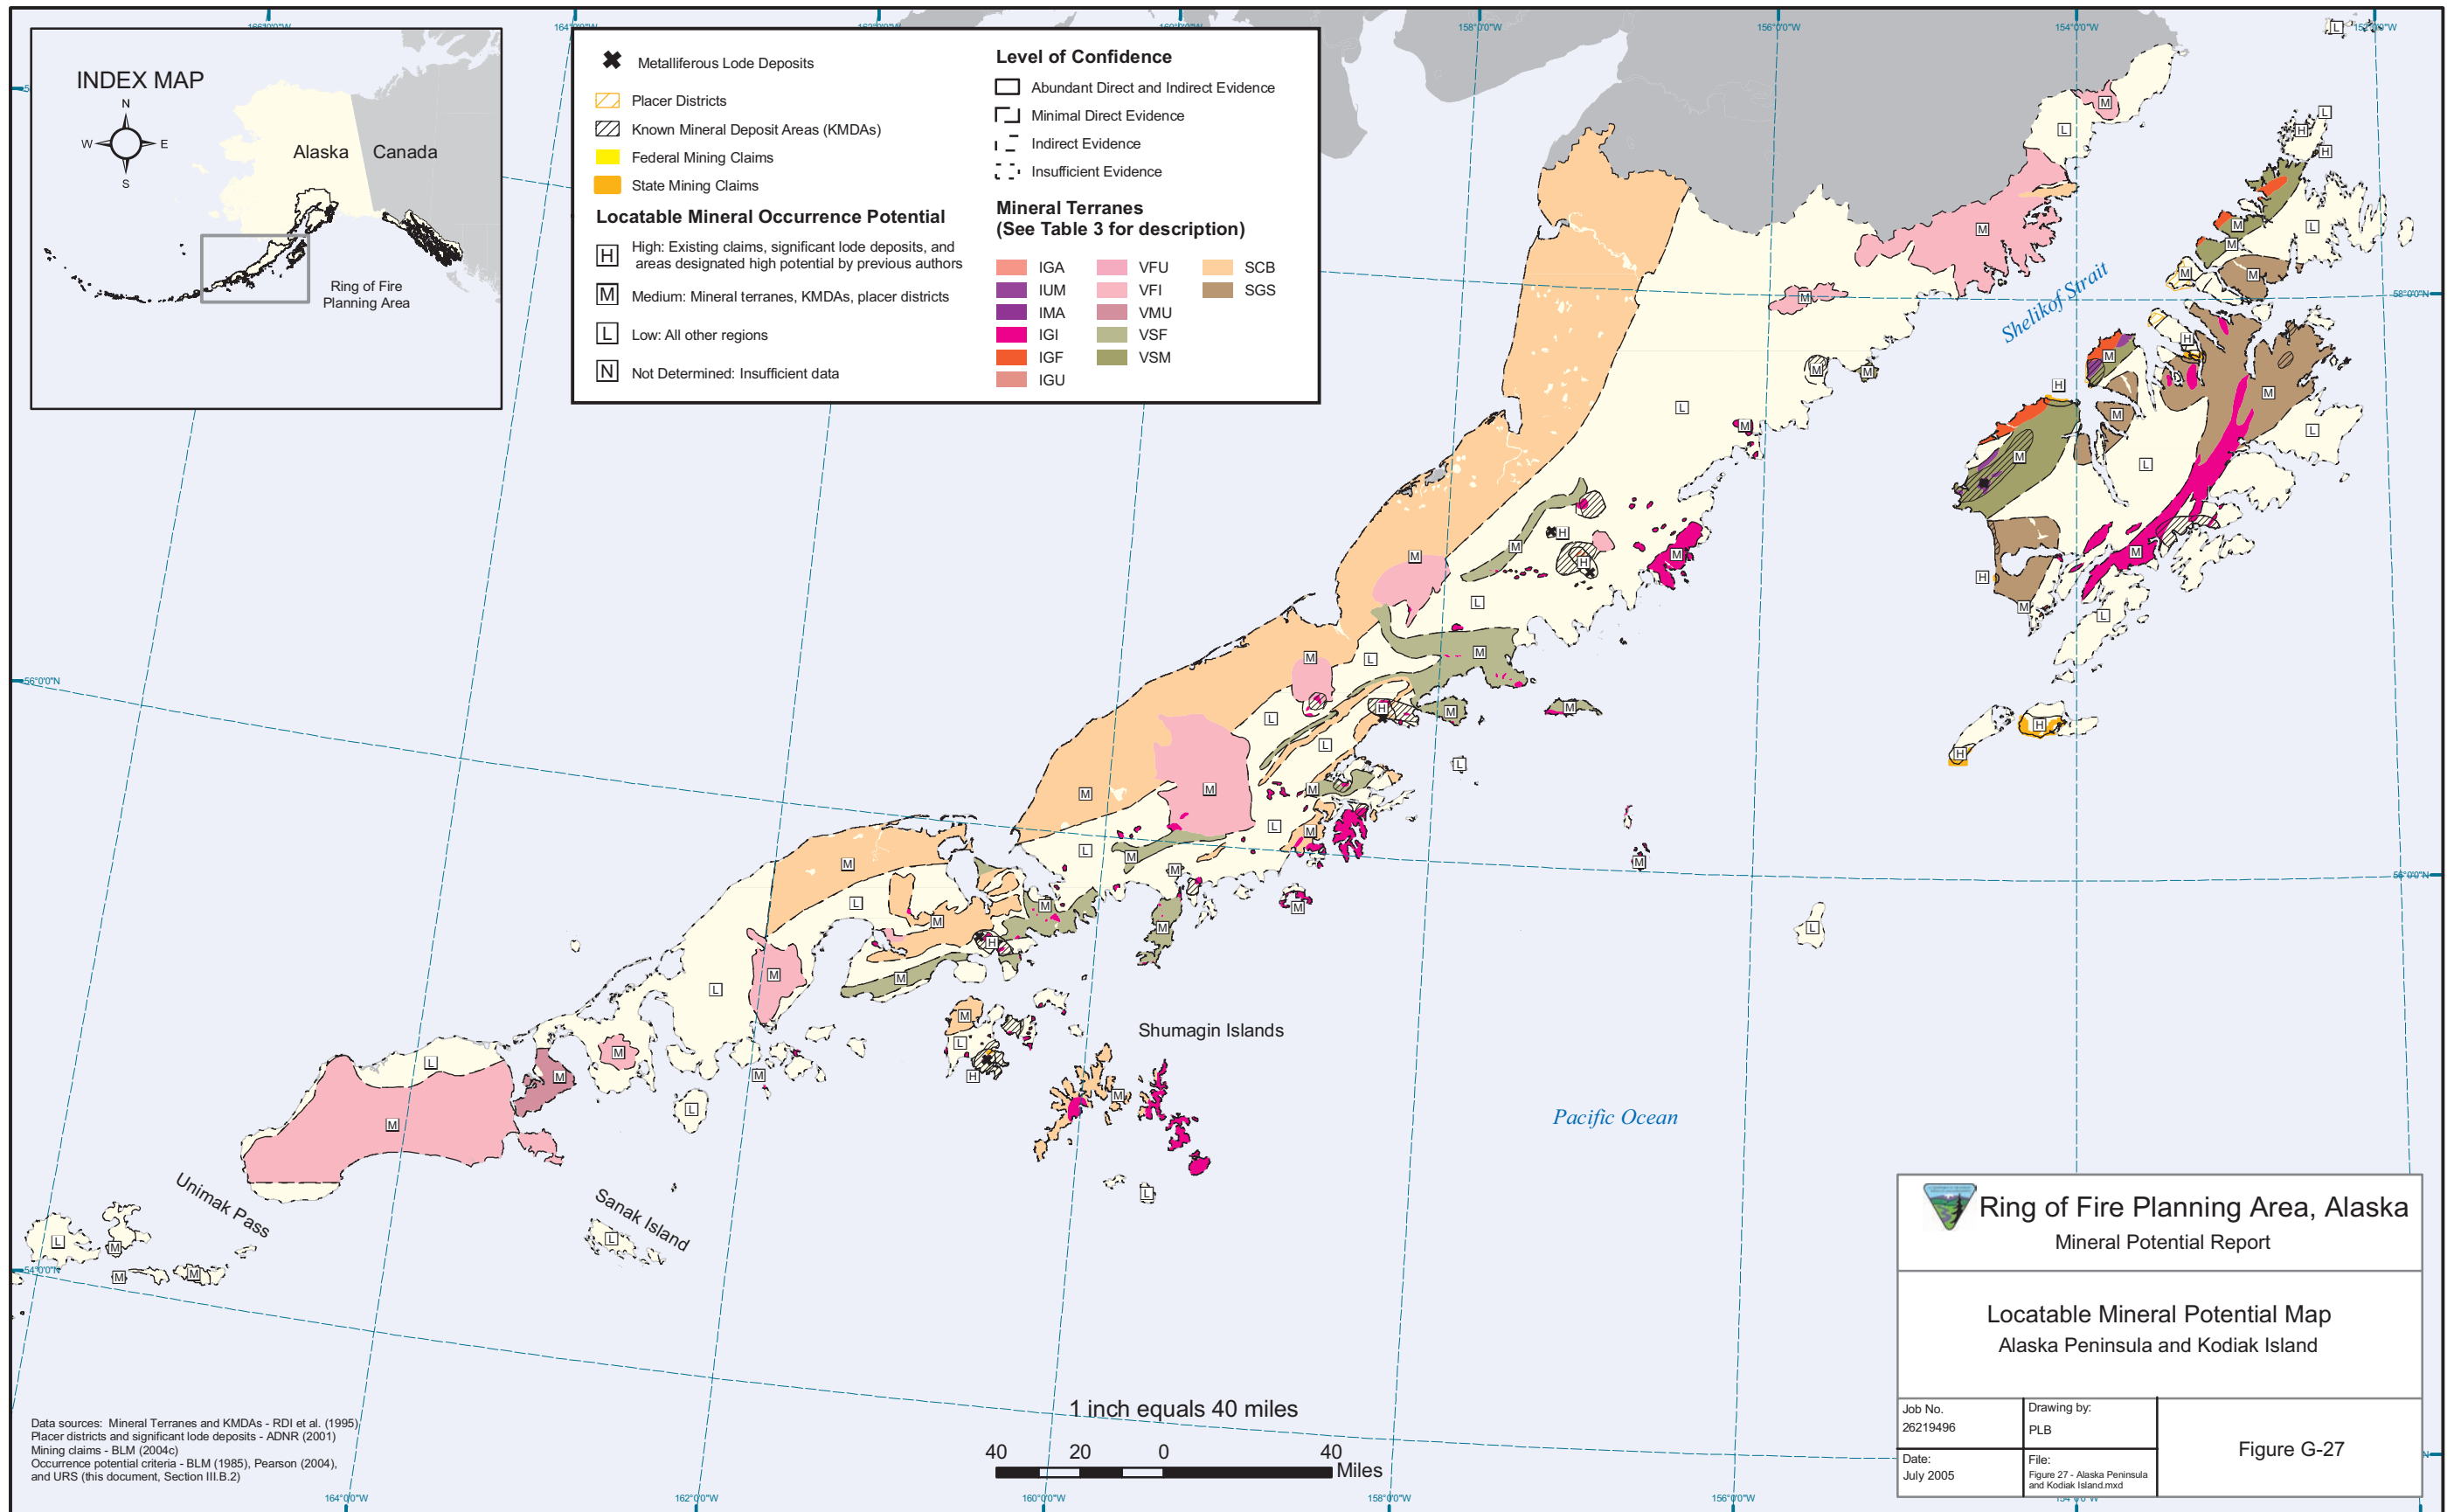 INDEX MAP
N
W
E
S
Alaska
Canada
Ring of Fire
Planning Area
Metalliferous Lode Deposits
Placer Districts
Known Mineral Deposit Areas (KMDAs)
Federal Mining Claims
State Mining Claims
Locatable Mineral Occurrence Potential
H
High: Existing claims, significant lode deposits, and
areas designated high potential by previous authors
M
Medium: Mineral terranes, KMDAs, placer districts
L
Low: All other regions
N
Not Determined: Insufficient data
Level of Confidence
Abundant Direct and Indirect Evidence
Minimal Direct Evidence
Indirect Evidence
Insufficient Evidence
Mineral Terranes
(See Table 3 for description)
IGA
IUM
IMA
IGI
IGF
IGU
VFU
VFI
VMU
VSF
VSM
SCB
SGS
158°0'0"W
156°0'0"W
154°0'0"W
58°0'0"N
56°0'0"N
56°0'0"N
54°0'0"N
Shelikof Strait
Shumagin Islands
Pacific Ocean
Unimak Pass
Sanak Island
1 inch equals 40 miles
40 20 0 40
Miles
164°0'0"W
162°0'0"W
160°0'0"W
158°0'0"W
156°0'0"W
Data sources: Mineral Terranes and KMDAs - RDI et al. (1995)
Placer districts and significant lode deposits - ADNR (2001)
Mining claims - BLM (2004c)
Occurrence potential criteria - BLM (1985), Pearson (2004),
and URS (this document, Section III.B.2)
Ring of Fire Planning Area, Alaska
Mineral Potential Report
Locatable Mineral Potential Map
Alaska Peninsula and Kodiak Island
Job No.
26219496
Drawing by:
PLB
Date:
July 2005
File:
Figure 27 - Alaska Peninsula
and Kodiak Island.mxd
Figure G-27